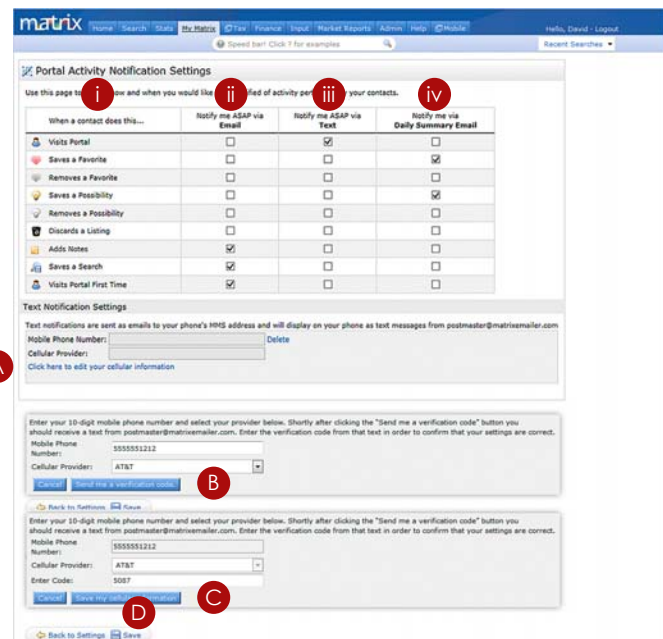 matrix Home Search Stats My Matrix Tax Finance Input Market Reports Admin Help Mobile Hello, David - Logout
Speed bar! Click ? for examples Recent Searches
Portal Activity Notification Settings
i ii iii iv
Use this page to ow and when you would like fied of activity per your contacts.
When a contact does this... Notify me ASAP via Email Notify me ASAP via Text Notify me via Daily Summary Email
Visits Portal
Saves a Favorite
Removes a Favorite
Saves a Possibility
Removes a Possibility
Discards a Listing
Adds Notes
Saves a Search
Visits Portal First Time
Text Notification Settings
Text notifications are sent as emails to your phone's MMS address and will display on your phone as text messages from postmaster@matrixemailer.com
Mobile Phone Number: Delete
Cellular Provider:
A
Click here to edit your cellular information
Enter your 10-digit mobile phone number and select your provider below. Shortly after clicking the "Send me a verification code" button you
should receive a text from postmaster@matrixemailer.com. Enter the verification code from that text in order to confirm that your settings are correct.
Mobile Phone Number: 5555551212
Cellular Provider: AT&T
Cancel Send me a verification code. B
Back to Settings Save
Enter your 10-digit mobile phone number and select your provider below. Shortly after clicking the "Send me a verification code" button you
should receive a text from postmaster@matrixemailer.com. Enter the verification code from that text in order to confirm that your settings are correct.
Mobile Phone Number: 5555551212
Cellular Provider: AT&T
Enter Code: 5087
Cancel Save my cellular information C
D
Back to Settings Save